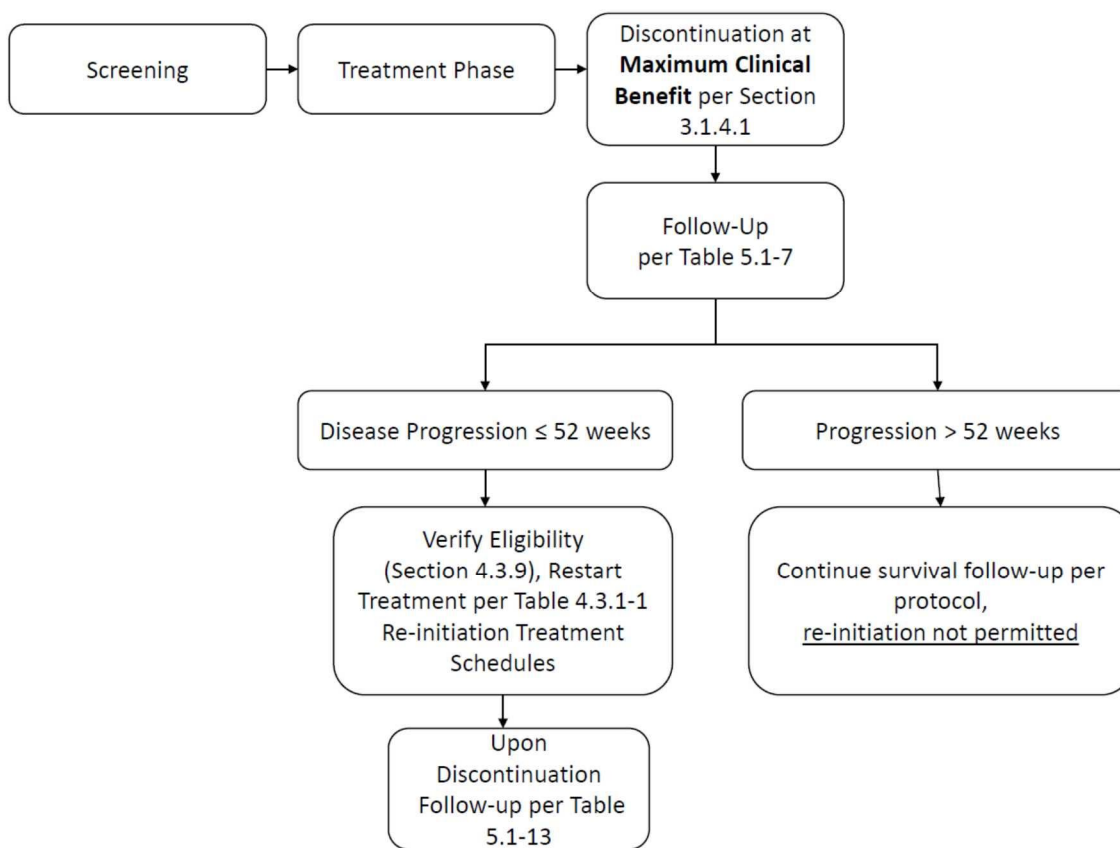 Screening
Treatment Phase
Discontinuation at
Maximum Clinical
Benefit per Section
3.1.4.1
Follow-Up
per Table 5.1-7
Disease Progression ≤ 52 weeks
Progression > 52 weeks
Verify Eligibility
(Section 4.3.9), Restart
Treatment per Table 4.3.1-1
Re-initiation Treatment
Schedules
Continue survival follow-up per
protocol,
re-initiation not permitted
Upon
Discontinuation
Follow-up per Table
5.1-13